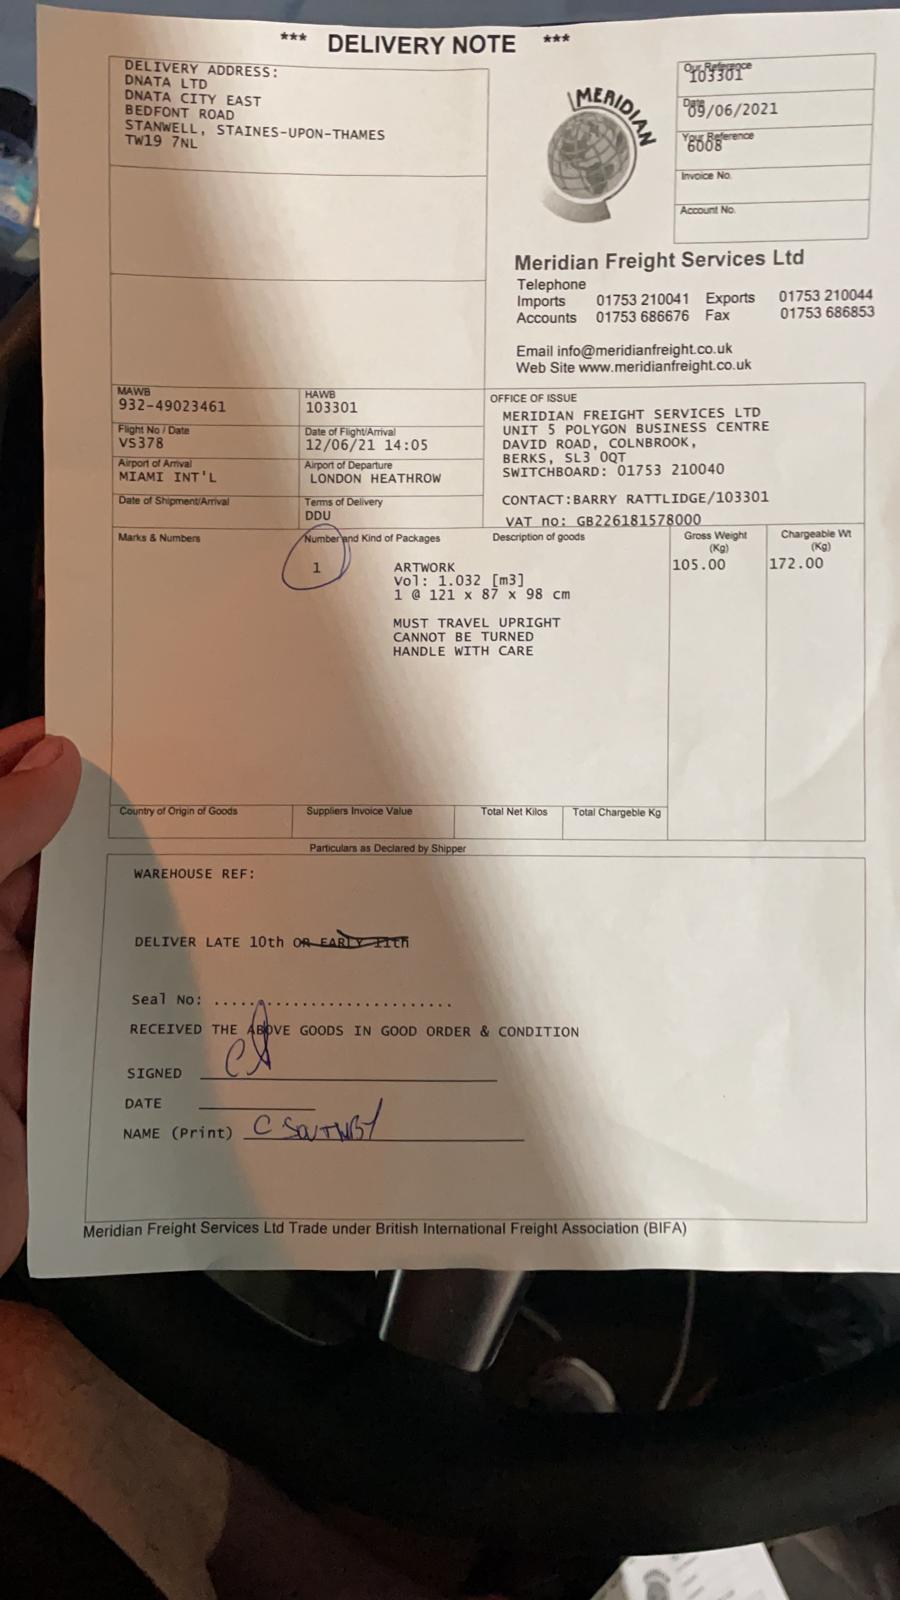 *** DELIVERY NOTE ***
DELIVERY ADDRESS:
DNATA LTD
DNATA CITY EAST
BEDFONT ROAD
STANWELL, STAINES-UPON-THAMES
TW19 7NL
MERIDIAN
Our Reference
103301
Date
09/06/2021
Your Reference
6008
Invoice No.
Account No.
Meridian Freight Services Ltd
Telephone
Imports 01753 210041 Exports 01753 210044
Accounts 01753 686676 Fax 01753 686853
Email info@meridianfreight.co.uk
Web Site www.meridianfreight.co.uk
MAWB
932-49023461
HAWB
103301
Flight No / Date
VS378
Date of Flight/Arrival
12/06/21 14:05
Airport of Arrival
MIAMI INT'L
Airport of Departure
LONDON HEATHROW
Date of Shipment/Arrival
Terms of Delivery
DDU
OFFICE OF ISSUE
MERIDIAN FREIGHT SERVICES LTD
UNIT 5 POLYGON BUSINESS CENTRE
DAVID ROAD, COLNBROOK,
BERKS, SL3 0QT
SWITCHBOARD: 01753 210040
CONTACT:BARRY RATTLIDGE/103301
VAT no: GB226181578000
Marks & Numbers Number and Kind of Packages Description of goods Gross Weight (Kg) Chargeable Wt (Kg)
1 ARTWORK 105.00 172.00
Vol: 1.032 [m3]
1 @ 121 x 87 x 98 cm
MUST TRAVEL UPRIGHT
CANNOT BE TURNED
HANDLE WITH CARE
Country of Origin of Goods Suppliers Invoice Value Total Net Kilos Total Chargeble Kg
Particulars as Declared by Shipper
WAREHOUSE REF:
DELIVER LATE 10th OR EARLY 11th
Seal No: ............................
RECEIVED THE ABOVE GOODS IN GOOD ORDER & CONDITION
SIGNED
DATE
NAME (Print) C SOUTHBY
Meridian Freight Services Ltd Trade under British International Freight Association (BIFA)